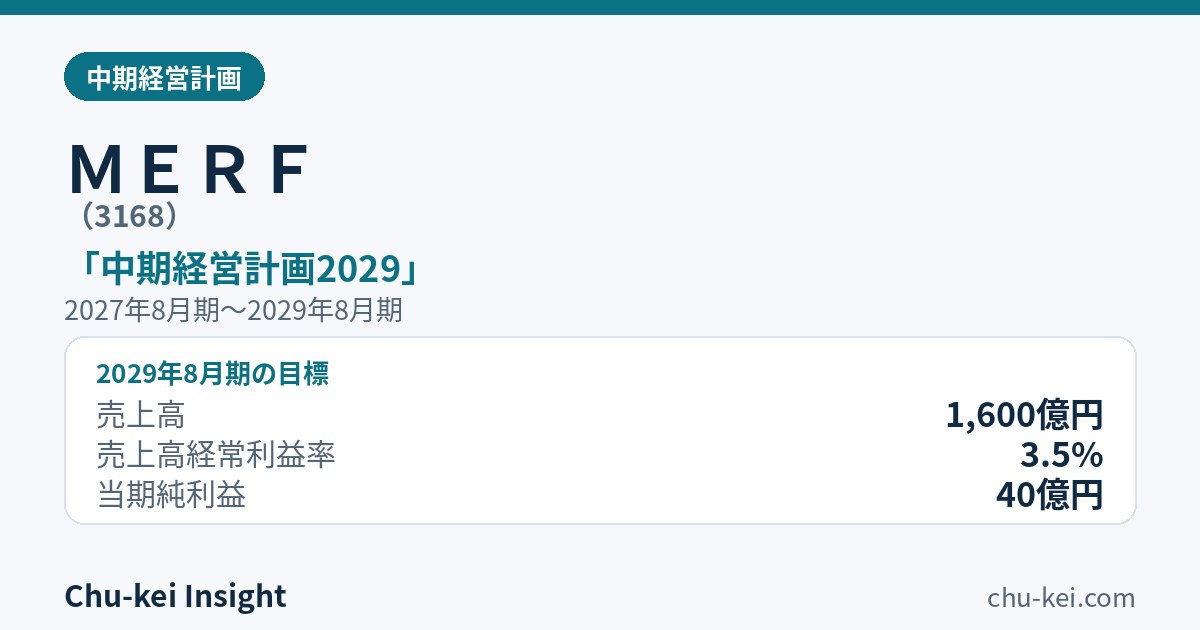 中期経営計画
ＭＥＲＦ
（3168）
「中期経営計画2029」
2027年8月期～2029年8月期
2029年8月期の目標
売上高 1,600億円
売上高経常利益率 3.5%
当期純利益 40億円
Chu-kei Insight chu-kei.com